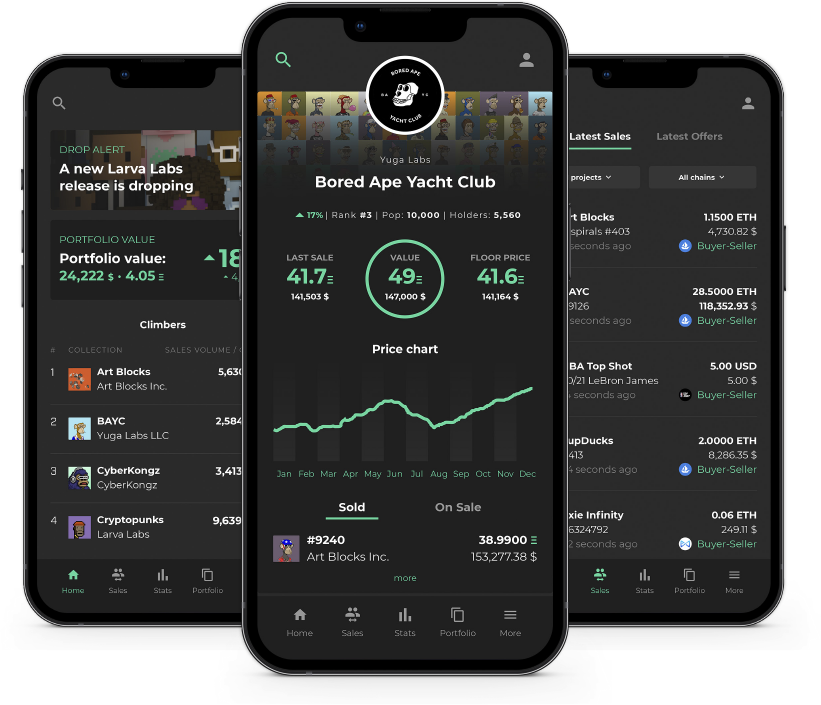 DROP ALERT
A new Larva Labs
release is dropping
PORTFOLIO VALUE
Portfolio value:
24,222 $ · 4.05 Ξ
18
4
Climbers
# COLLECTION SALES VOLUME /
1 Art Blocks 5,630
Art Blocks Inc.
2 BAYC 2,584
Yuga Labs LLC
3 CyberKongz 3,413
CyberKongz
4 Cryptopunks 9,639
Larva Labs
Home Sales Stats Portfolio
BORED APE
BA YC
YACHT CLUB
Yuga Labs
Bored Ape Yacht Club
17% | Rank #3 | Pop: 10,000 | Holders: 5,560
LAST SALE VALUE FLOOR PRICE
41.7Ξ 49Ξ 41.6Ξ
141,503 $ 147,000 $ 141,164 $
Price chart
Jan Feb Mar Apr May Jun Jul Aug Sep Oct Nov Dec
Sold On Sale
#9240 38.9900 Ξ
Art Blocks Inc. 153,277.38 $
more
Home Sales Stats Portfolio More
Latest Sales Latest Offers
projects All chains
rt Blocks 1.1500 ETH
spirals #403 4,730.82 $
seconds ago Buyer-Seller
AYC 28.5000 ETH
9126 118,352.93 $
seconds ago Buyer-Seller
BA Top Shot 5.00 USD
0/21 LeBron James 5.00 $
seconds ago Buyer-Seller
upDucks 2.0000 ETH
413 8,286.35 $
seconds ago Buyer-Seller
xie Infinity 0.06 ETH
6324792 249.11 $
2 seconds ago Buyer-Seller
Sales Stats Portfolio More